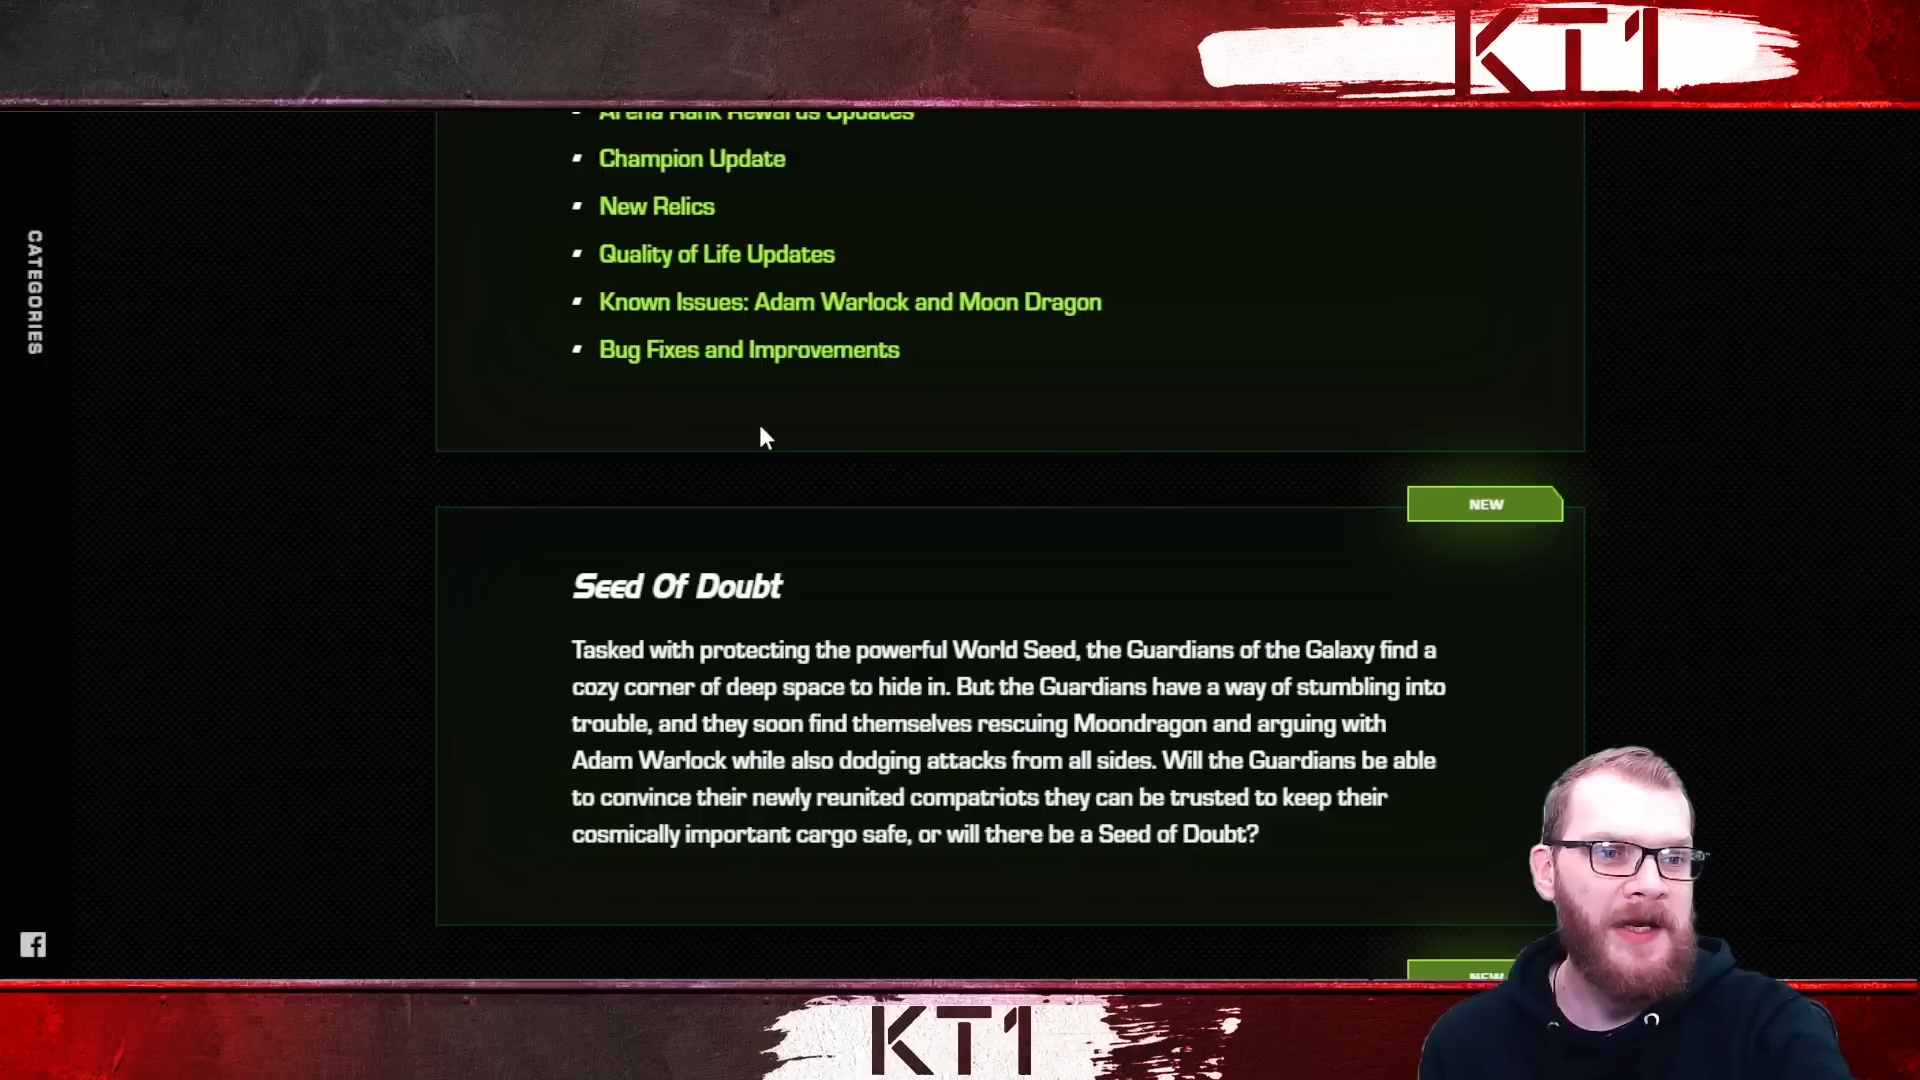 KT1
Arena Rank Rewards Updates
Champion Update
New Relics
Quality of Life Updates
Known Issues: Adam Warlock and Moon Dragon
Bug Fixes and Improvements
CATEGORIES
NEW
Seed Of Doubt
Tasked with protecting the powerful World Seed, the Guardians of the Galaxy find a
cozy corner of deep space to hide in. But the Guardians have a way of stumbling into
trouble, and they soon find themselves rescuing Moondragon and arguing with
Adam Warlock while also dodging attacks from all sides. Will the Guardians be able
to convince their newly reunited compatriots they can be trusted to keep their
cosmically important cargo safe, or will there be a Seed of Doubt?
NEW
KT1